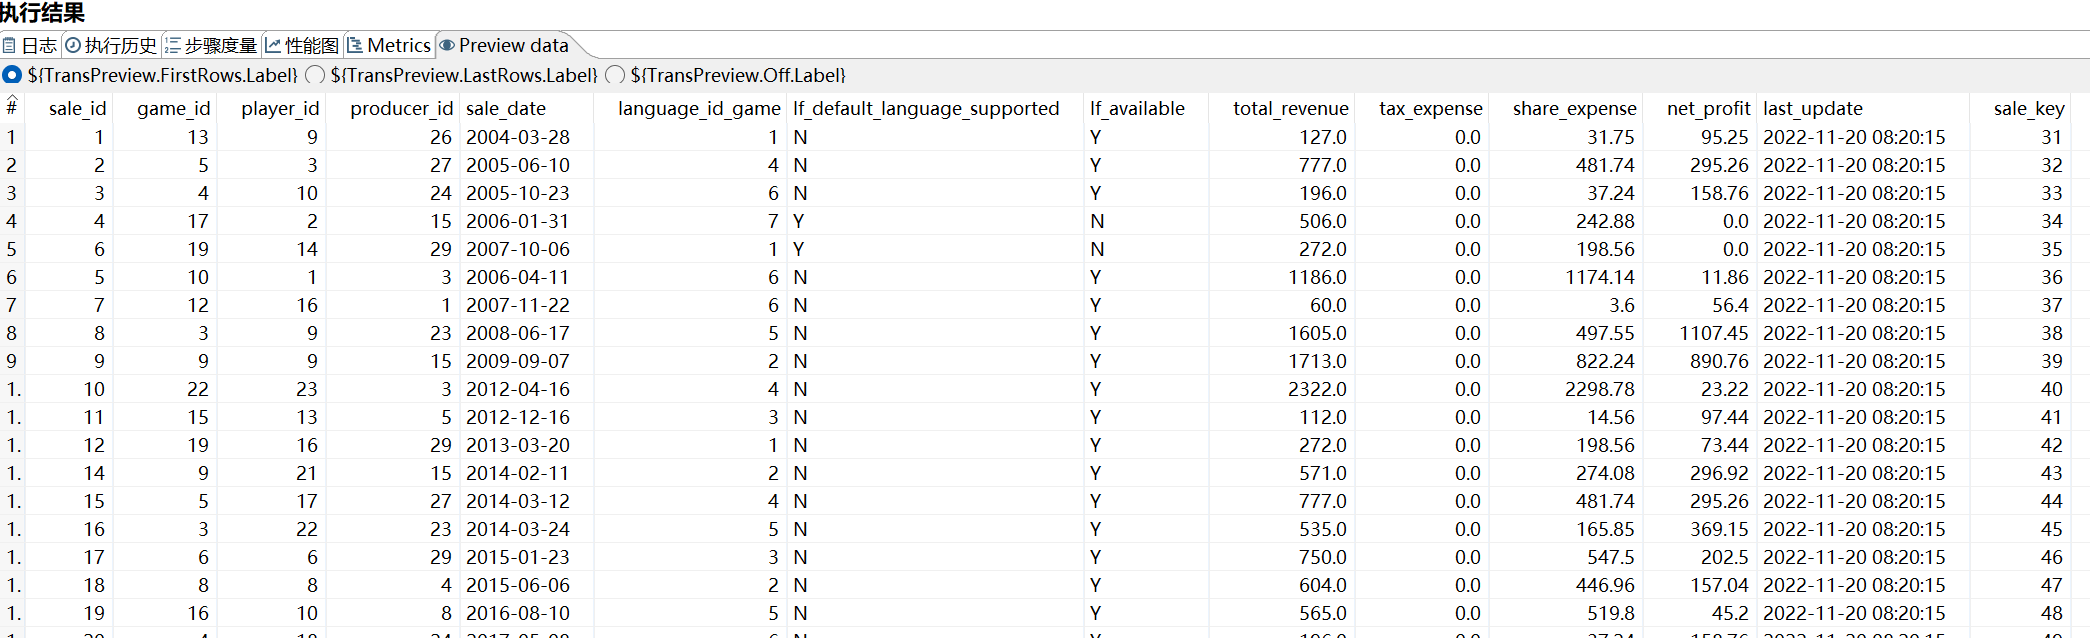 执行结果
日志 执行历史 步骤度量 性能图 Metrics Preview data
${TransPreview.FirstRows.Label} ${TransPreview.LastRows.Label} ${TransPreview.Off.Label}
# sale_id game_id player_id producer_id sale_date language_id_game If_default_language_supported If_available total_revenue tax_expense share_expense net_profit last_update sale_key
1 1 13 9 26 2004-03-28 1 N Y 127.0 0.0 31.75 95.25 2022-11-20 08:20:15 31
2 2 5 3 27 2005-06-10 4 N Y 777.0 0.0 481.74 295.26 2022-11-20 08:20:15 32
3 3 4 10 24 2005-10-23 6 N Y 196.0 0.0 37.24 158.76 2022-11-20 08:20:15 33
4 4 17 2 15 2006-01-31 7 Y N 506.0 0.0 242.88 0.0 2022-11-20 08:20:15 34
5 6 19 14 29 2007-10-06 1 Y N 272.0 0.0 198.56 0.0 2022-11-20 08:20:15 35
6 5 10 1 3 2006-04-11 6 N Y 1186.0 0.0 1174.14 11.86 2022-11-20 08:20:15 36
7 7 12 16 1 2007-11-22 6 N Y 60.0 0.0 3.6 56.4 2022-11-20 08:20:15 37
8 8 3 9 23 2008-06-17 5 N Y 1605.0 0.0 497.55 1107.45 2022-11-20 08:20:15 38
9 9 9 9 15 2009-09-07 2 N Y 1713.0 0.0 822.24 890.76 2022-11-20 08:20:15 39
1. 10 22 23 3 2012-04-16 4 N Y 2322.0 0.0 2298.78 23.22 2022-11-20 08:20:15 40
1. 11 15 13 5 2012-12-16 3 N Y 112.0 0.0 14.56 97.44 2022-11-20 08:20:15 41
1. 12 19 16 29 2013-03-20 1 N Y 272.0 0.0 198.56 73.44 2022-11-20 08:20:15 42
1. 14 9 21 15 2014-02-11 2 N Y 571.0 0.0 274.08 296.92 2022-11-20 08:20:15 43
1. 15 5 17 27 2014-03-12 4 N Y 777.0 0.0 481.74 295.26 2022-11-20 08:20:15 44
1. 16 3 22 23 2014-03-24 5 N Y 535.0 0.0 165.85 369.15 2022-11-20 08:20:15 45
1. 17 6 6 29 2015-01-23 3 N Y 750.0 0.0 547.5 202.5 2022-11-20 08:20:15 46
1. 18 8 8 4 2015-06-06 2 N Y 604.0 0.0 446.96 157.04 2022-11-20 08:20:15 47
1. 19 16 10 8 2016-08-10 5 N Y 565.0 0.0 519.8 45.2 2022-11-20 08:20:15 48